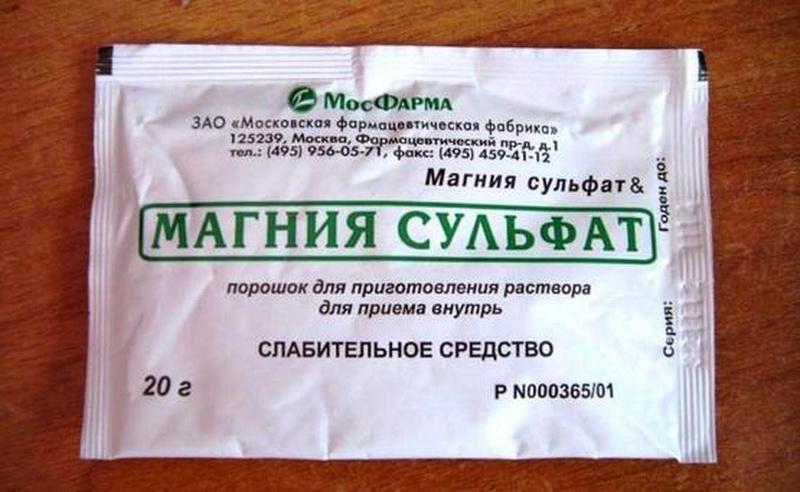 МОСФАРМА
ЗАО «Московская фармацевтическая фабрика»
125239, Москва, Фармацевтический пр-д, д.1
тел.: (495) 956-05-71, факс: (495) 459-41-12
Магния сульфат &
МАГНИЯ СУЛЬФАТ
порошок для приготовления раствора
для приема внутрь
СЛАБИТЕЛЬНОЕ СРЕДСТВО
20 г
Р N000365/01
Годен до:
Серия: